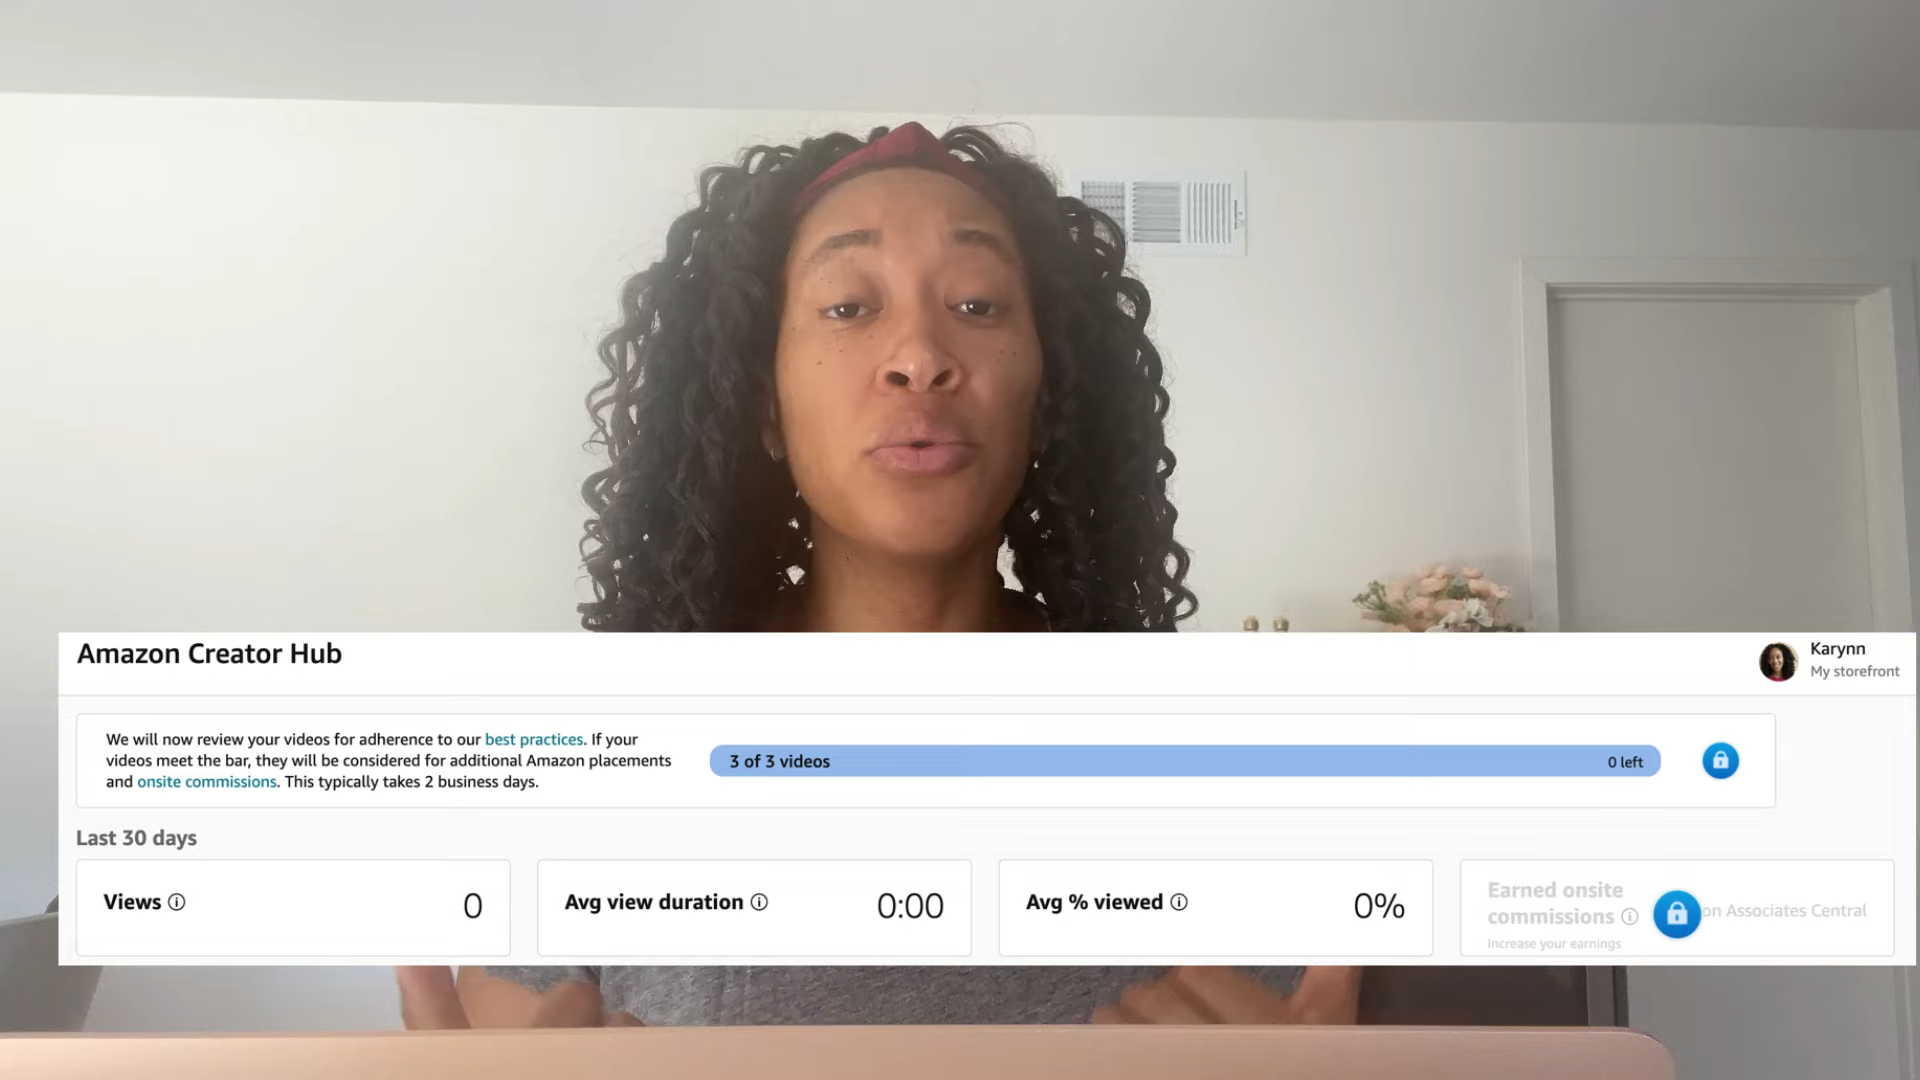 Amazon Creator Hub
Karynn
My storefront
We will now review your videos for adherence to our best practices. If your
videos meet the bar, they will be considered for additional Amazon placements
and onsite commissions. This typically takes 2 business days.
3 of 3 videos
0 left
Last 30 days
Views
0
Avg view duration
0:00
Avg % viewed
0%
Earned onsite
commissions
Increase your earnings
on Associates Central